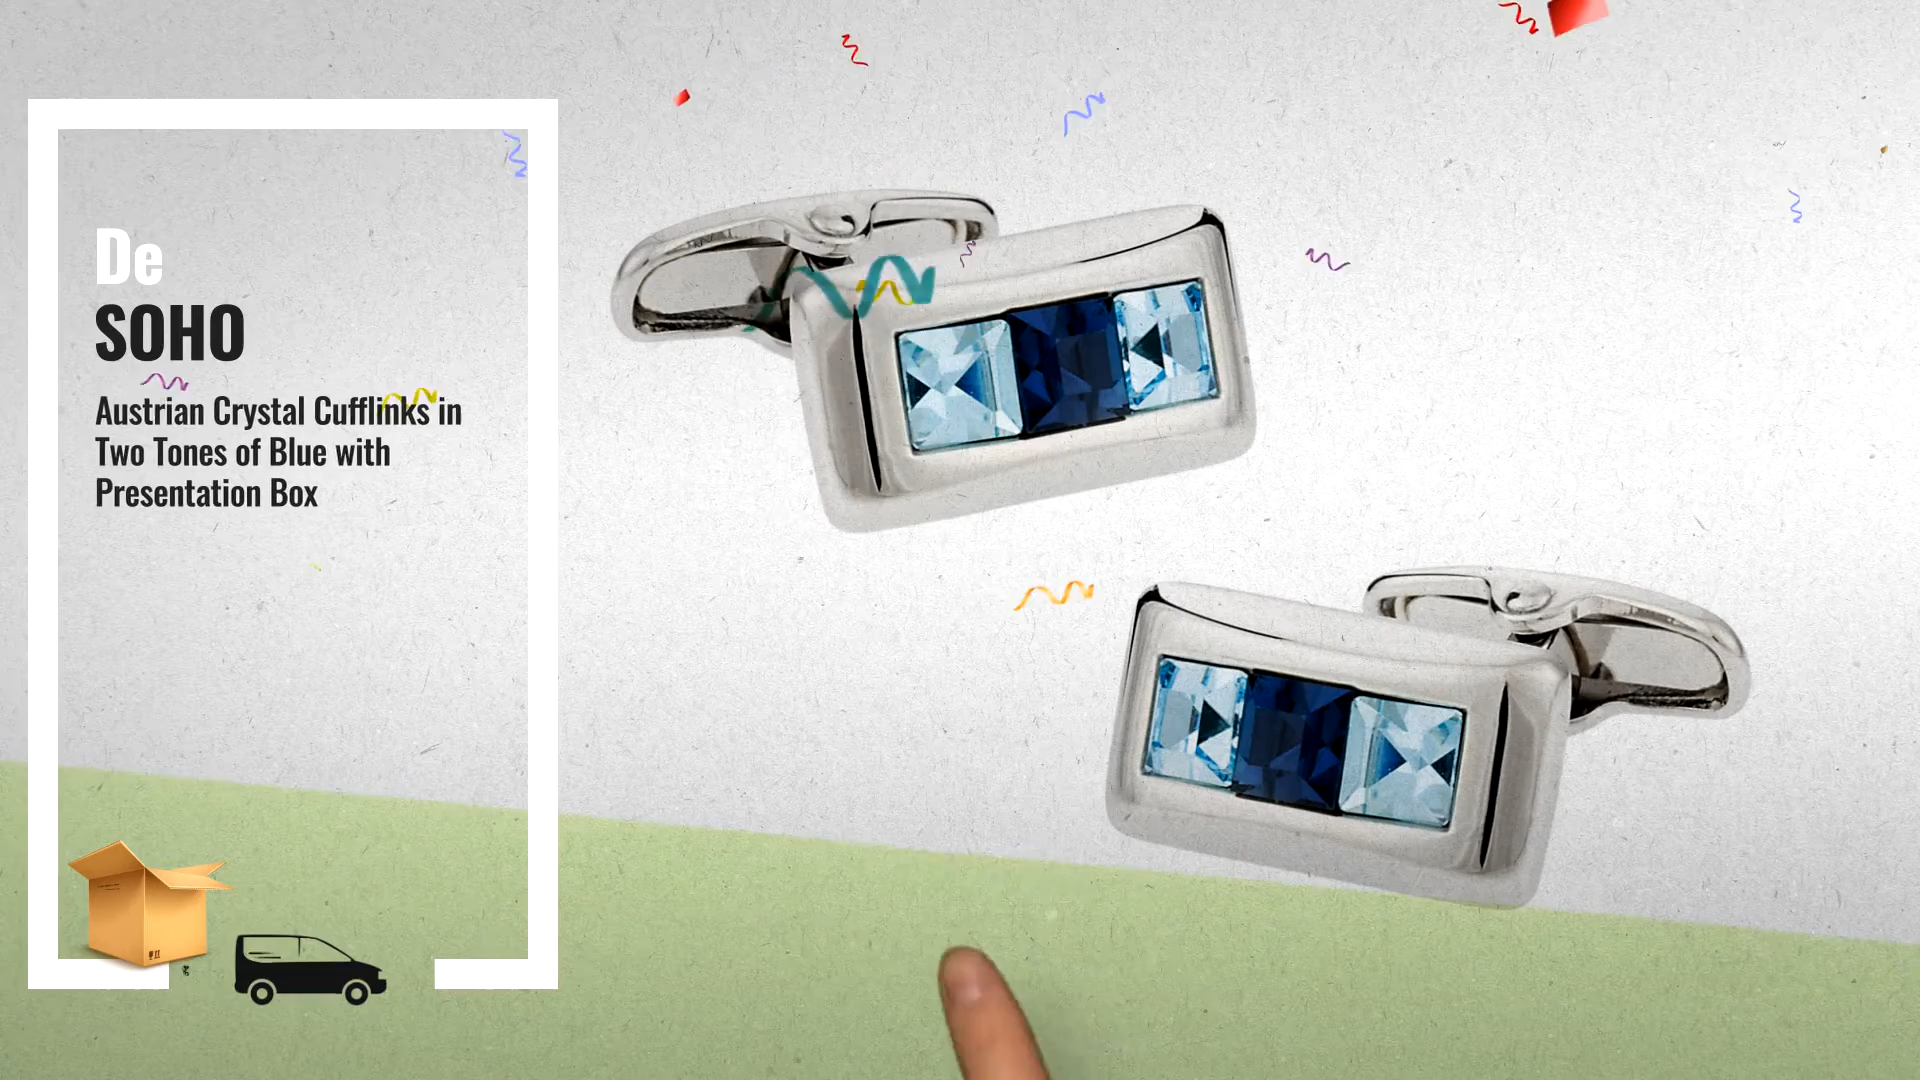 De
SOHO
Austrian Crystal Cufflinks in
Two Tones of Blue with
Presentation Box